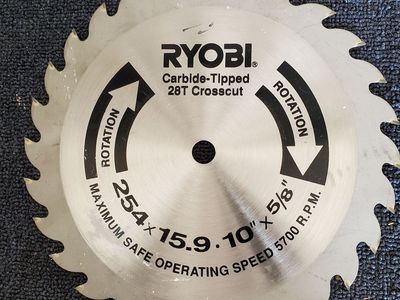 RYOBI®
Carbide-Tipped
28T Crosscut
ROTATION
ROTATION
254 x 15.9 · 10" x 5/8"
MAXIMUM SAFE OPERATING SPEED 5700 R.P.M.